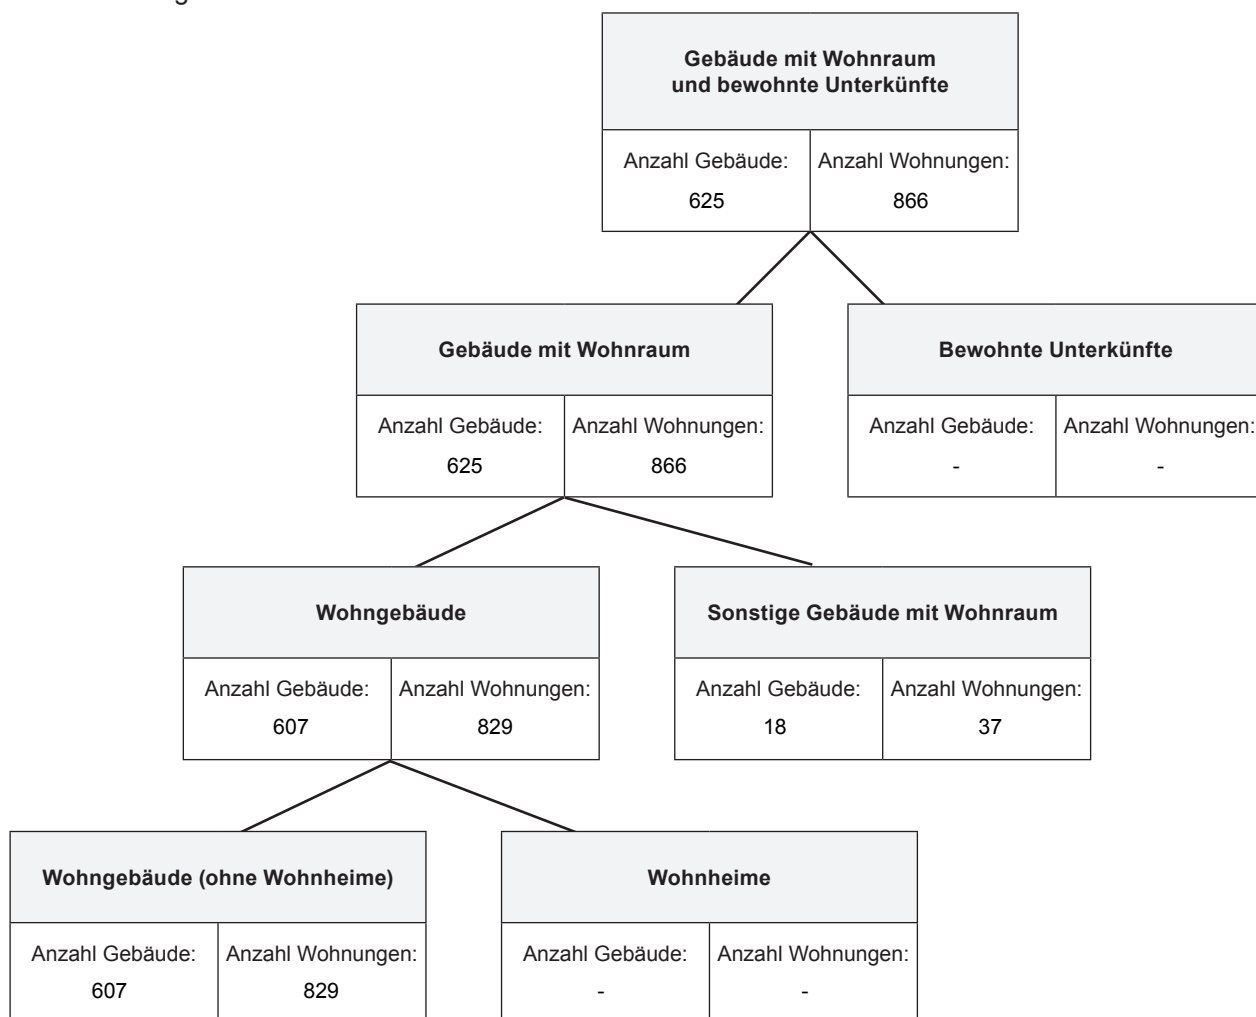 Gebäude mit Wohnraum
und bewohnte Unterkünfte
Anzahl Gebäude: Anzahl Wohnungen:
625 866
Gebäude mit Wohnraum
Anzahl Gebäude: Anzahl Wohnungen:
625 866
Bewohnte Unterkünfte
Anzahl Gebäude: Anzahl Wohnungen:
- -
Wohngebäude
Anzahl Gebäude: Anzahl Wohnungen:
607 829
Sonstige Gebäude mit Wohnraum
Anzahl Gebäude: Anzahl Wohnungen:
18 37
Wohngebäude (ohne Wohnheime)
Anzahl Gebäude: Anzahl Wohnungen:
607 829
Wohnheime
Anzahl Gebäude: Anzahl Wohnungen:
- -